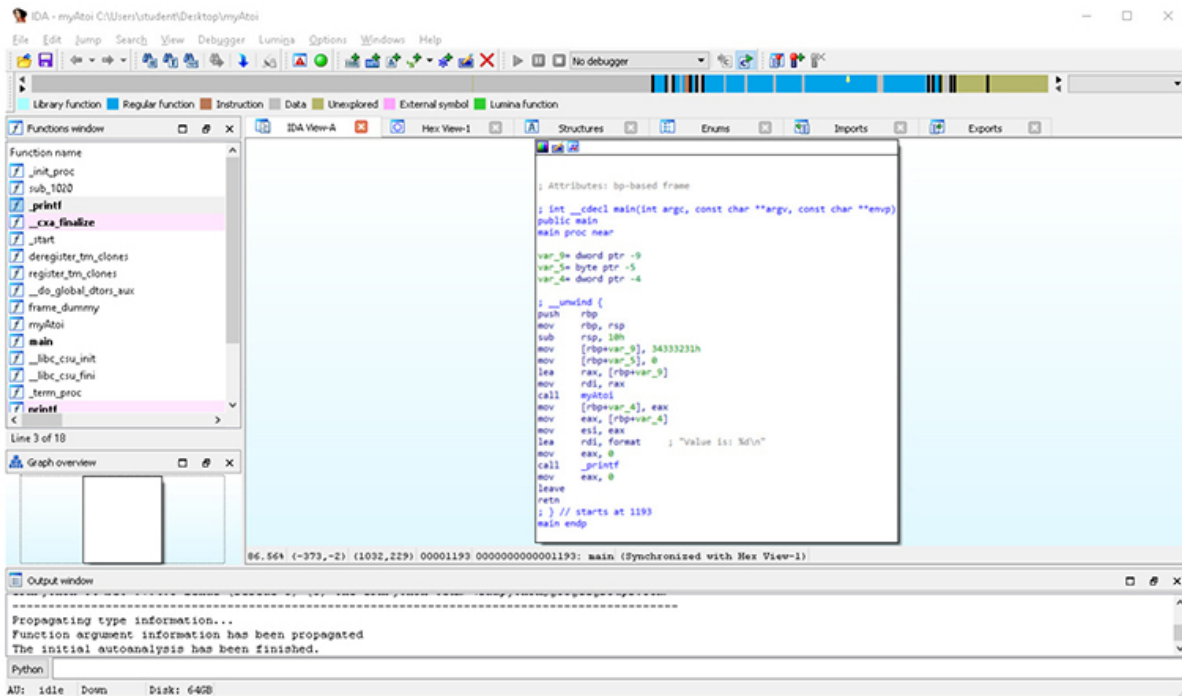 IDA - myAtoi C:\Users\student\Desktop\myAtoi
File Edit Jump Search View Debugger Lumina Options Windows Help
No debugger
Library function Regular function Instruction Data Unexplored External symbol Lumina function
Functions window
IDA View-A Hex View-1 Structures Enums Imports Exports
Function name
_init_proc
sub_1020
_printf
__cxa_finalize
_start
deregister_tm_clones
register_tm_clones
__do_global_dtors_aux
frame_dummy
myAtoi
main
__libc_csu_init
__libc_csu_fini
_term_proc
printf
Line 3 of 18
Graph overview
; Attributes: bp-based frame
; int __cdecl main(int argc, const char **argv, const char **envp)
public main
main proc near
var_9= dword ptr -9
var_5= byte ptr -5
var_4= dword ptr -4
; __unwind {
push rbp
mov rbp, rsp
sub rsp, 10h
mov [rbp+var_9], 34333231h
mov [rbp+var_5], 0
lea rax, [rbp+var_9]
mov rdi, rax
call myAtoi
mov [rbp+var_4], eax
mov eax, [rbp+var_4]
mov esi, eax
lea rdi, format ; "Value is: %d\n"
mov eax, 0
call _printf
mov eax, 0
leave
retn
; } // starts at 1193
main endp
86.56% (-373,-2) (1032,229) 00001193 0000000000001193: main (Synchronized with Hex View-1)
Output window
Propagating type information...
Function argument information has been propagated
The initial autoanalysis has been finished.
Python
AU: idle Down Disk: 64GB